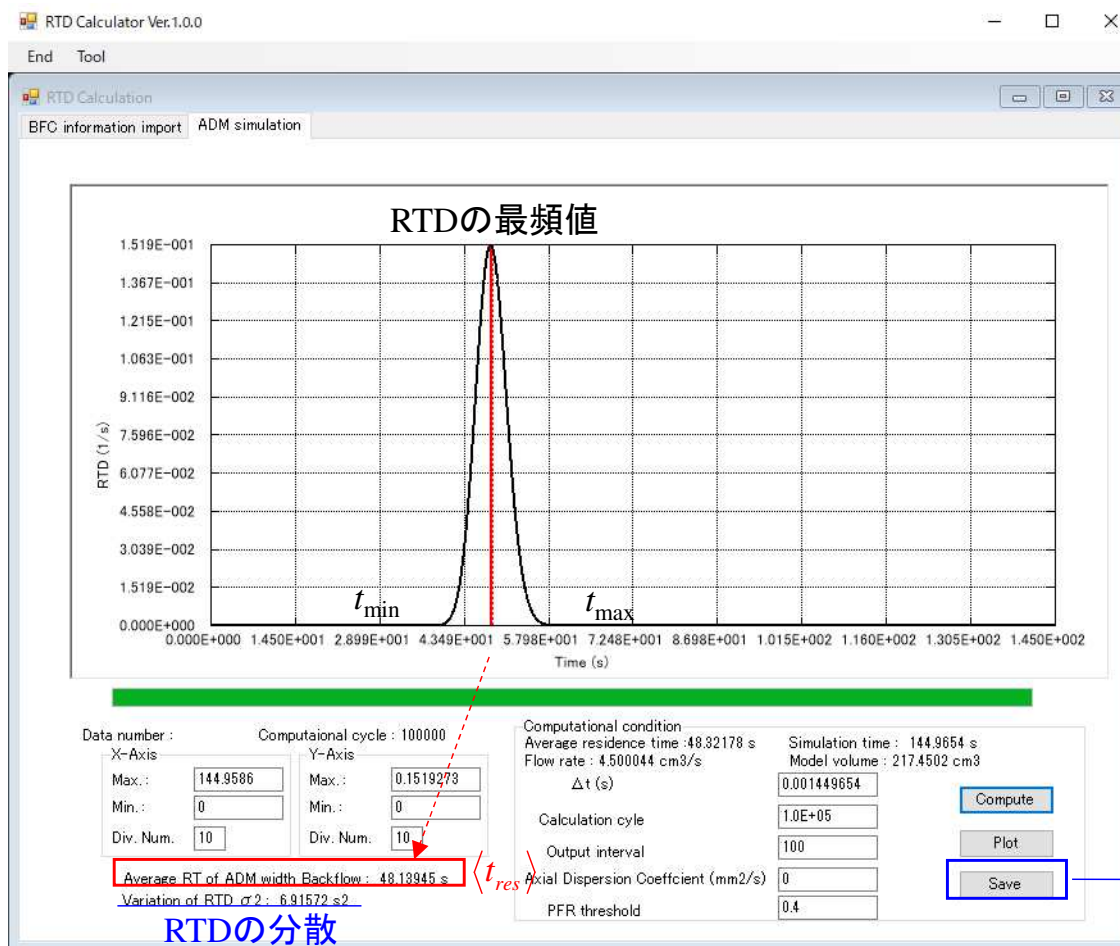 RTD Calculator Ver.1.0.0
End Tool
RTD Calculation
BFC information import ADM simulation
RTDの最頻値
1.519E-001
1.367E-001
1.215E-001
1.063E-001
9.116E-002
7.596E-002
6.077E-002
4.558E-002
3.039E-002
1.519E-002
0.000E+000
RTD (1/s)
tmin tmax
0.000E+000 1.450E+001 2.899E+001 4.349E+001 5.798E+001 7.248E+001 8.698E+001 1.015E+002 1.160E+002 1.305E+002 1.450E+002
Time (s)
Data number : Computaional cycle : 100000
X-Axis
Max. : 144.9586
Min. : 0
Div. Num. 10
Y-Axis
Max. : 0.1519273
Min. : 0
Div. Num. 10
Average RT of ADM width Backflow : 48.13945 s
⟨tres⟩
Variation of RTD σ2 : 6.91572 s2
RTDの分散
Computational condition
Average residence time :48.32178 s Simulation time : 144.9654 s
Flow rate : 4.500044 cm3/s Model volume : 217.4502 cm3
Δt (s) 0.001449654
Calculation cyle 1.0E+05
Output interval 100
Axial Dispersion Coeffcient (mm2/s) 0
PFR threshold 0.4
Compute
Plot
Save